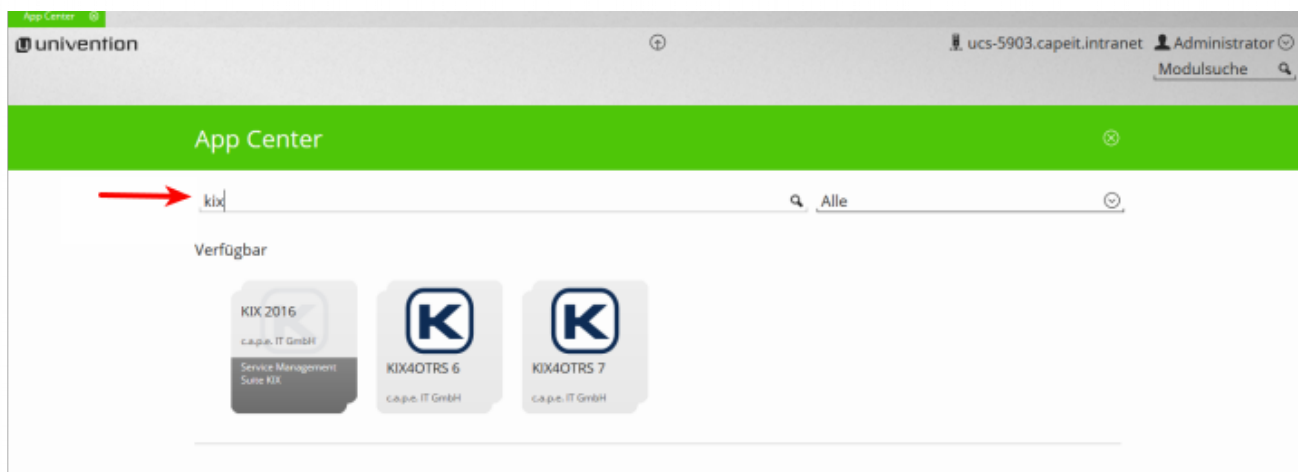 App Center
univention
ucs-5903.capeit.intranet Administrator
Modulsuche
App Center
kix
Alle
Verfügbar
KIX 2016
c.a.p.e. IT GmbH
Service Management
Suite KIX
KIX4OTRS 6
c.a.p.e. IT GmbH
KIX4OTRS 7
c.a.p.e. IT GmbH